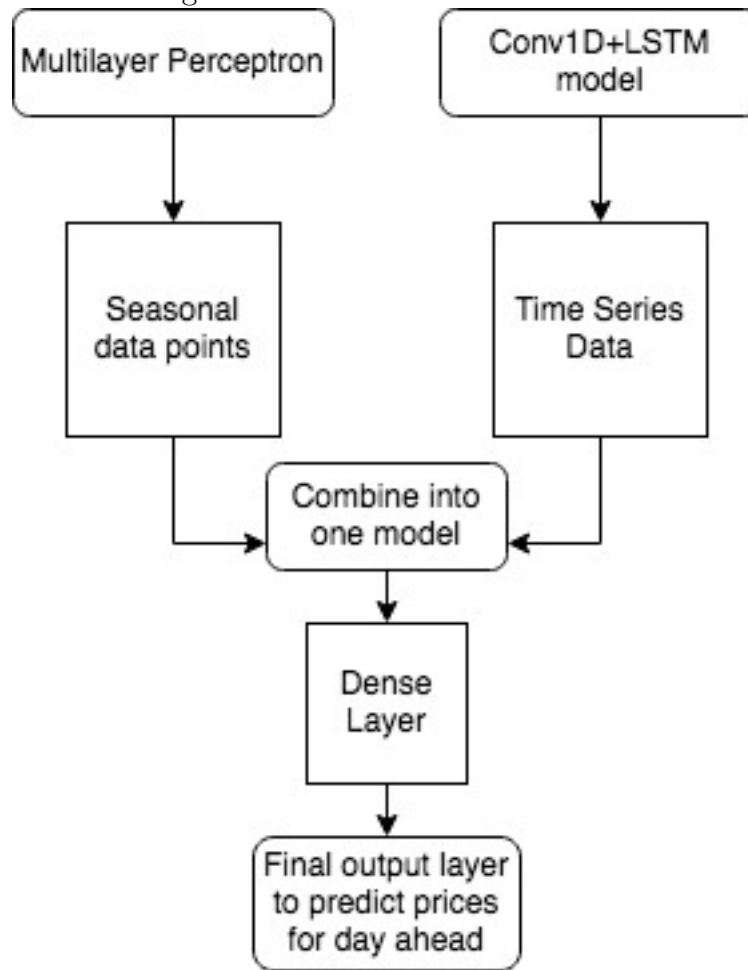 Multilayer Perceptron
Conv1D+LSTM
model
Seasonal
data points
Time Series
Data
Combine into
one model
Dense
Layer
Final output layer
to predict prices
for day ahead